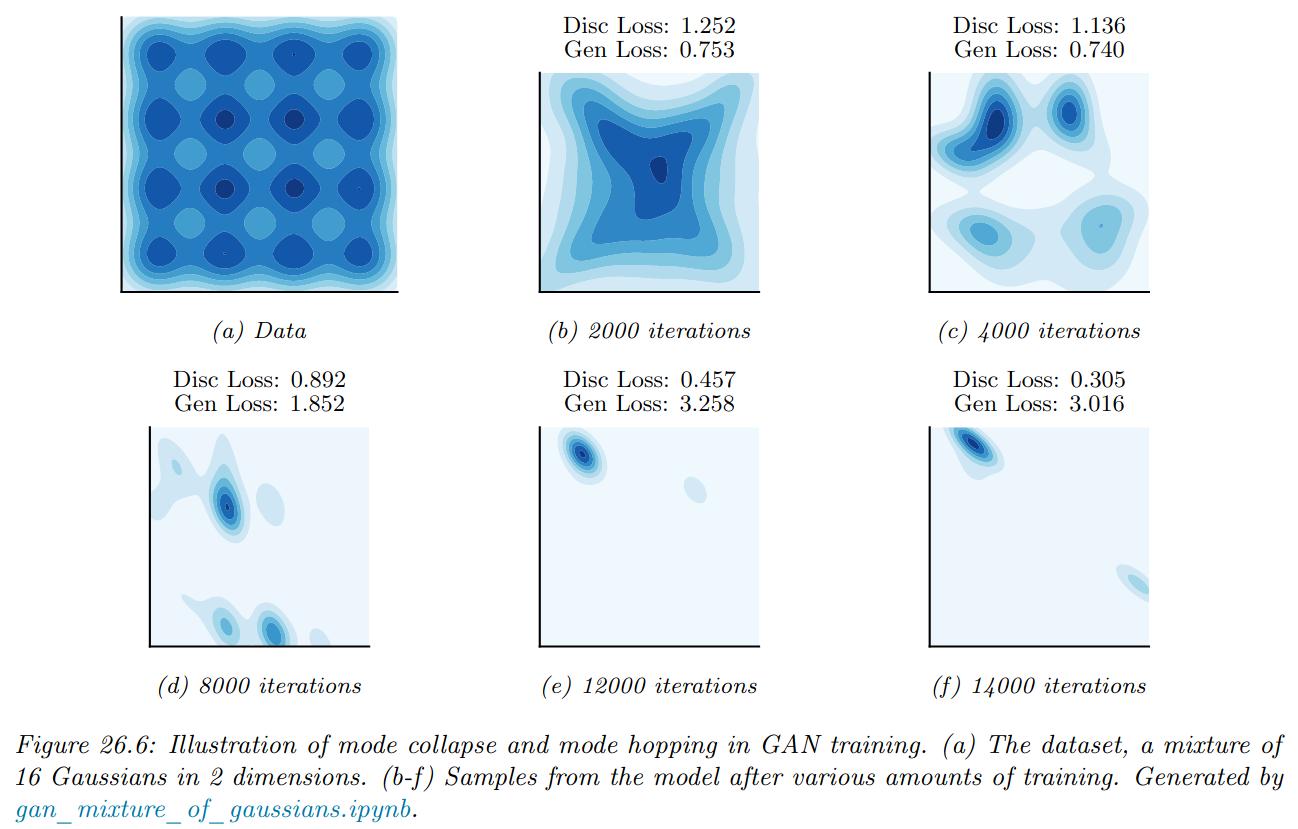 Disc Loss: 1.252
Gen Loss: 0.753
Disc Loss: 1.136
Gen Loss: 0.740
(a) Data
(b) 2000 iterations
(c) 4000 iterations
Disc Loss: 0.892
Gen Loss: 1.852
Disc Loss: 0.457
Gen Loss: 3.258
Disc Loss: 0.305
Gen Loss: 3.016
(d) 8000 iterations
(e) 12000 iterations
(f) 14000 iterations
Figure 26.6: Illustration of mode collapse and mode hopping in GAN training. (a) The dataset, a mixture of
16 Gaussians in 2 dimensions. (b-f) Samples from the model after various amounts of training. Generated by
gan_mixture_of_gaussians.ipynb.